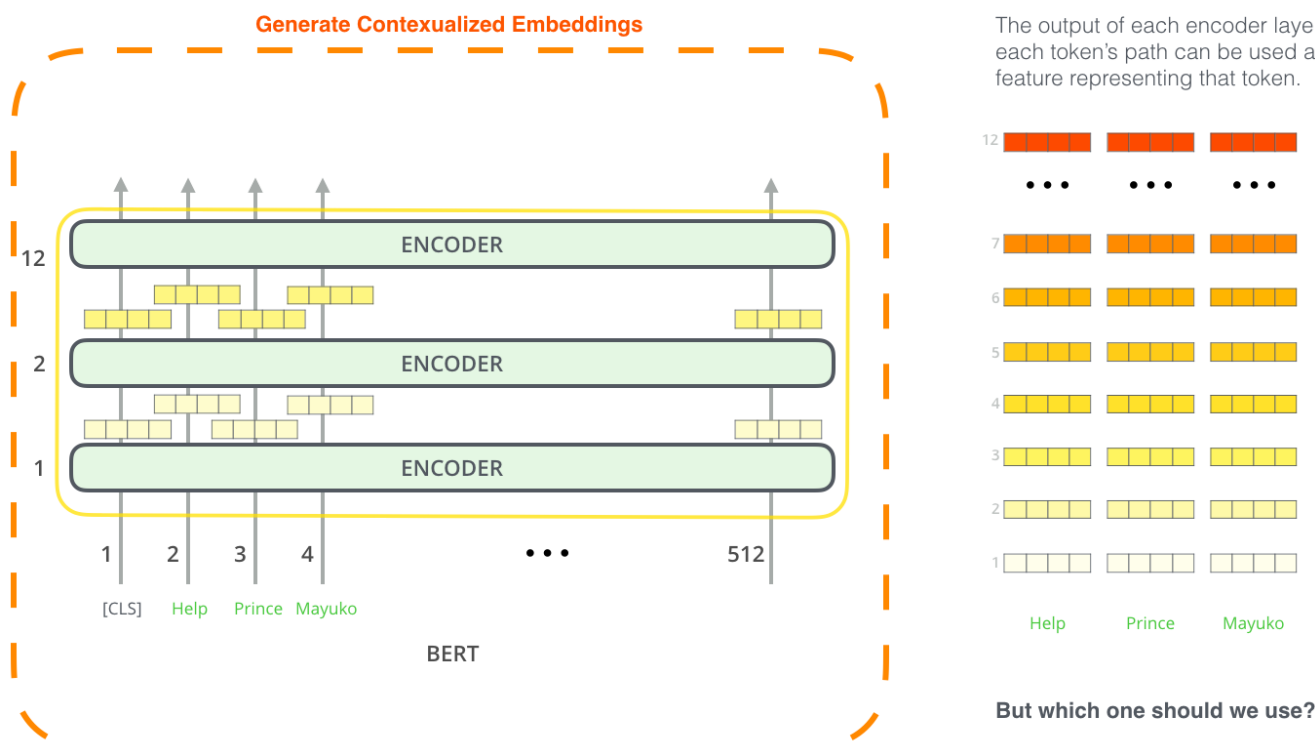 Generate Contexualized Embeddings
12
ENCODER
2
ENCODER
1
ENCODER
1 2 3 4 ••• 512
[CLS] Help Prince Mayuko
BERT
The output of each encoder laye
each token's path can be used a
feature representing that token.
12
••• ••• •••
7
6
5
4
3
2
1
Help Prince Mayuko
But which one should we use?